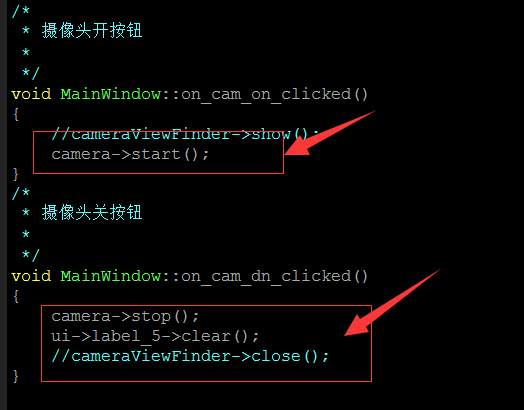 /*
* 摄像头开按钮
*
*/
void MainWindow::on_cam_on_clicked()
{
//cameraViewFinder->show();
camera->start();
}
/*
* 摄像头关按钮
*
*/
void MainWindow::on_cam_dn_clicked()
{
camera->stop();
ui->label_5->clear();
//cameraViewFinder->close();
}